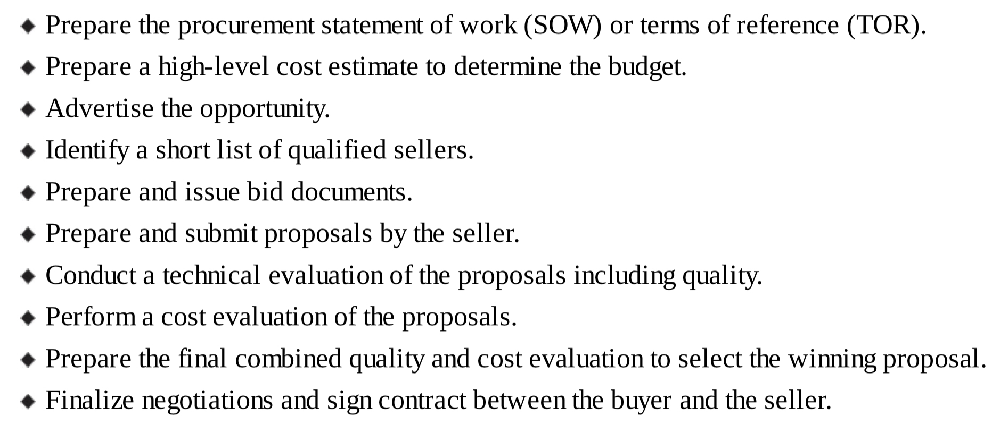 ◆ Prepare the procurement statement of work (SOW) or terms of reference (TOR).
◆ Prepare a high-level cost estimate to determine the budget.
◆ Advertise the opportunity.
◆ Identify a short list of qualified sellers.
◆ Prepare and issue bid documents.
◆ Prepare and submit proposals by the seller.
◆ Conduct a technical evaluation of the proposals including quality.
◆ Perform a cost evaluation of the proposals.
◆ Prepare the final combined quality and cost evaluation to select the winning proposal.
◆ Finalize negotiations and sign contract between the buyer and the seller.